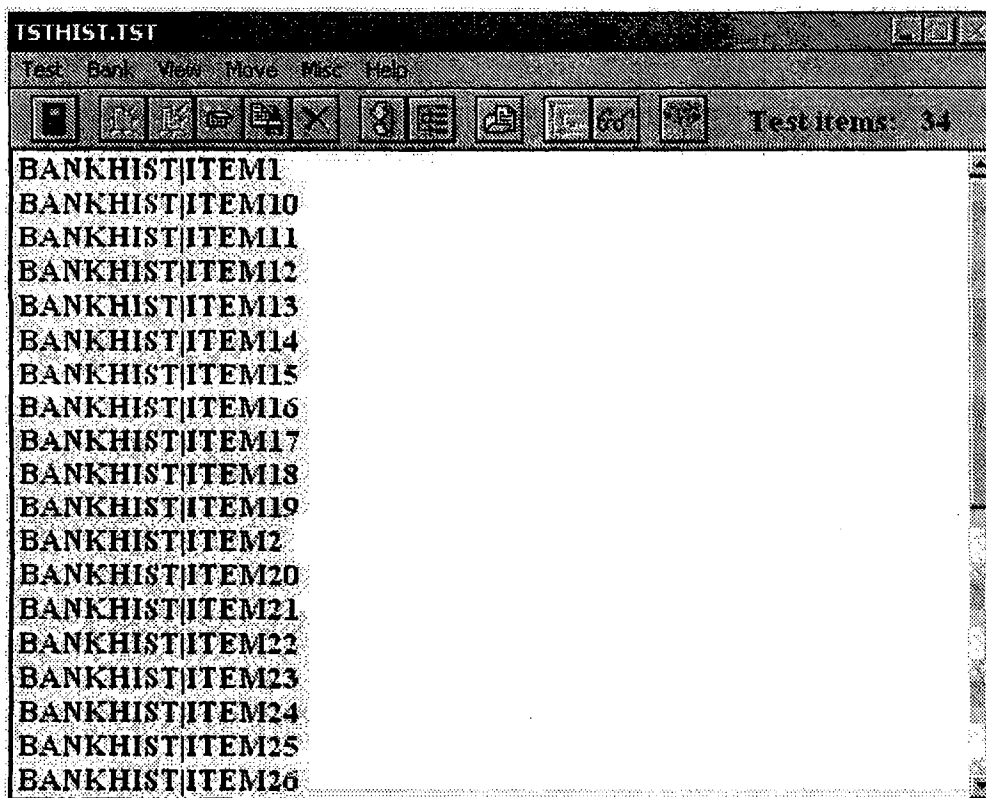 TSTHIST.TST
Test Bank View Move Misc Help
Test items: 34
BANKHIST|ITEM1
BANKHIST|ITEM10
BANKHIST|ITEM11
BANKHIST|ITEM12
BANKHIST|ITEM13
BANKHIST|ITEM14
BANKHIST|ITEM15
BANKHIST|ITEM16
BANKHIST|ITEM17
BANKHIST|ITEM18
BANKHIST|ITEM19
BANKHIST|ITEM2
BANKHIST|ITEM20
BANKHIST|ITEM21
BANKHIST|ITEM22
BANKHIST|ITEM23
BANKHIST|ITEM24
BANKHIST|ITEM25
BANKHIST|ITEM26